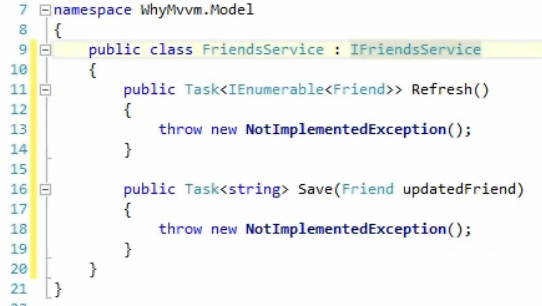 7 namespace WhyMvvm.Model
8 {
9 public class FriendsService : IFriendsService
10 {
11 public Task<IEnumerable<Friend>> Refresh()
12 {
13 throw new NotImplementedException();
14 }
15
16 public Task<string> Save(Friend updatedFriend)
17 {
18 throw new NotImplementedException();
19 }
20 }
21 }